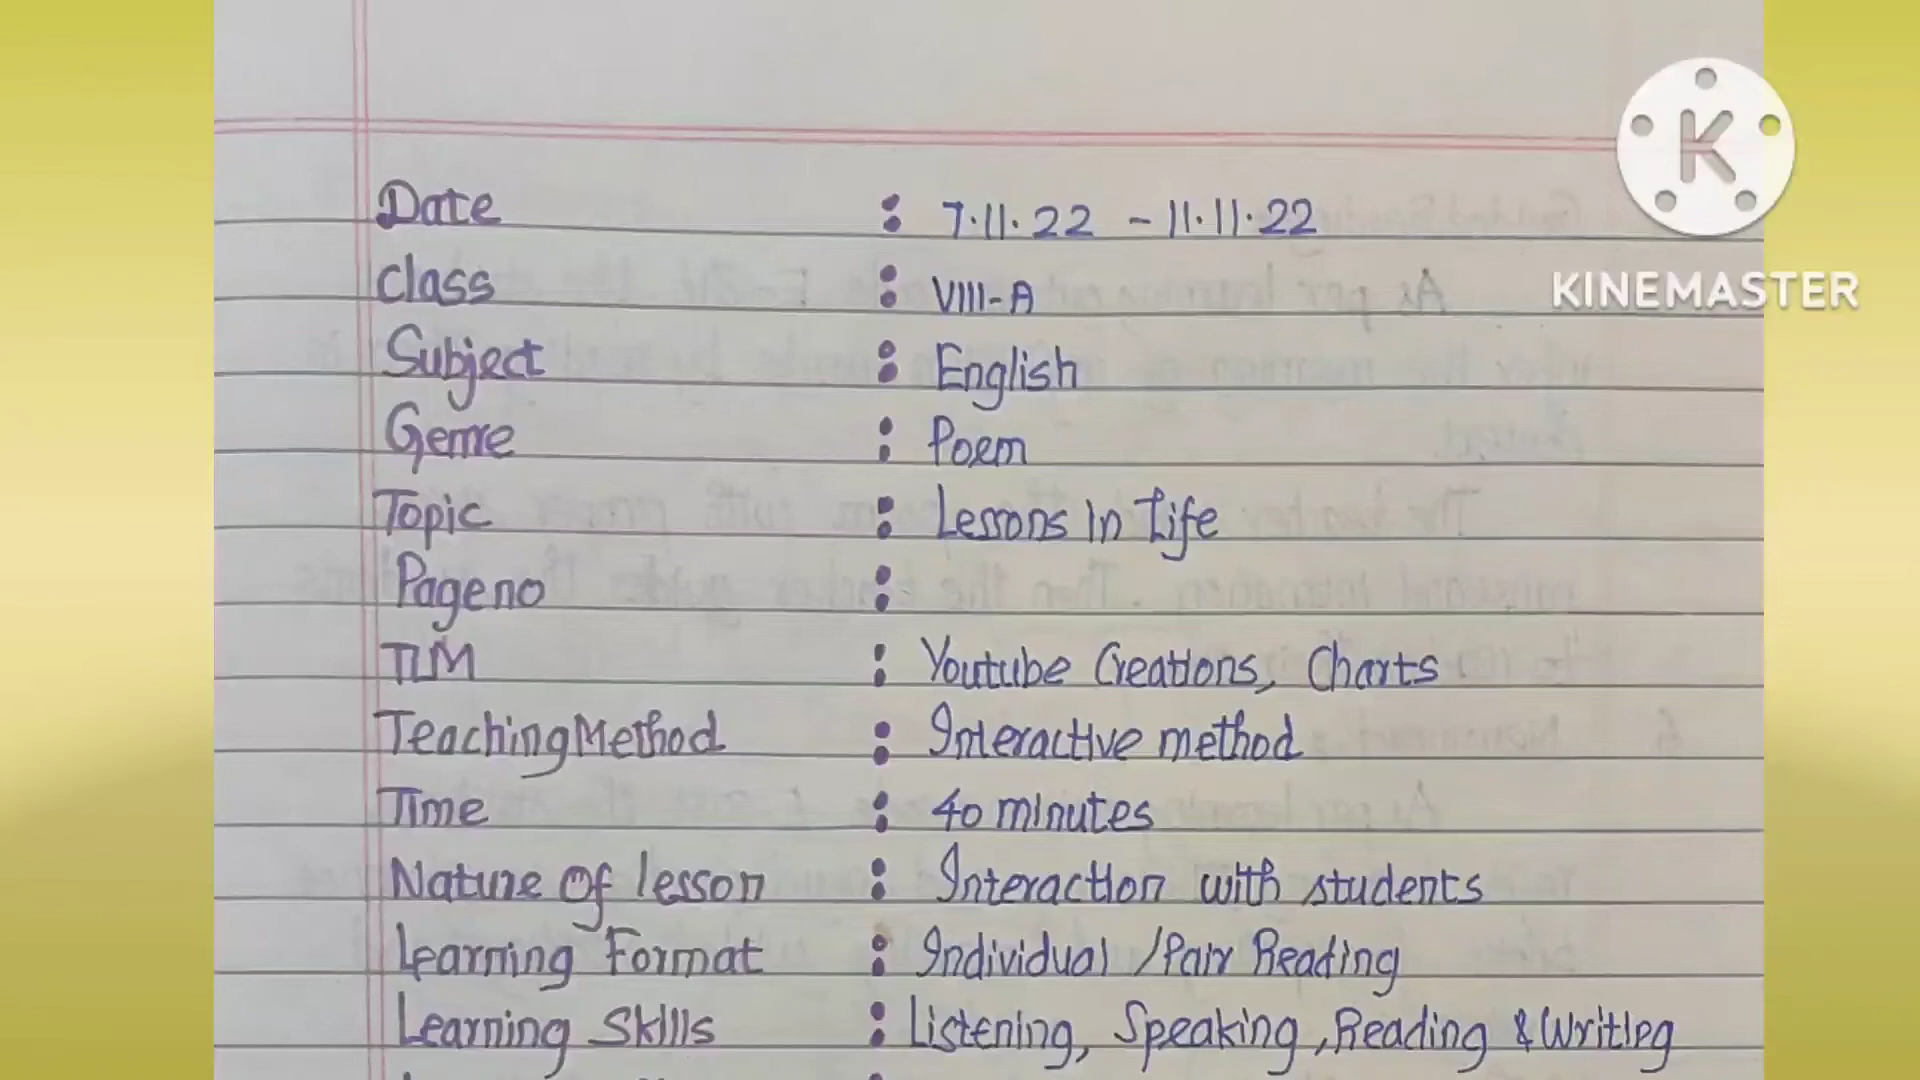 Date : 7.11.22 - 11.11.22
Class : VIII-A
KINEMASTER
Subject : English
Genre : Poem
Topic : Lessons in Life
Pageno :
TLM : Youtube Creations, Charts
Teaching Method : Interactive method
Time : 40 minutes
Nature of lesson : Interaction with students
Learning Format : Individual /Pair Reading
Learning Skills : Listening, Speaking, Reading & Writing